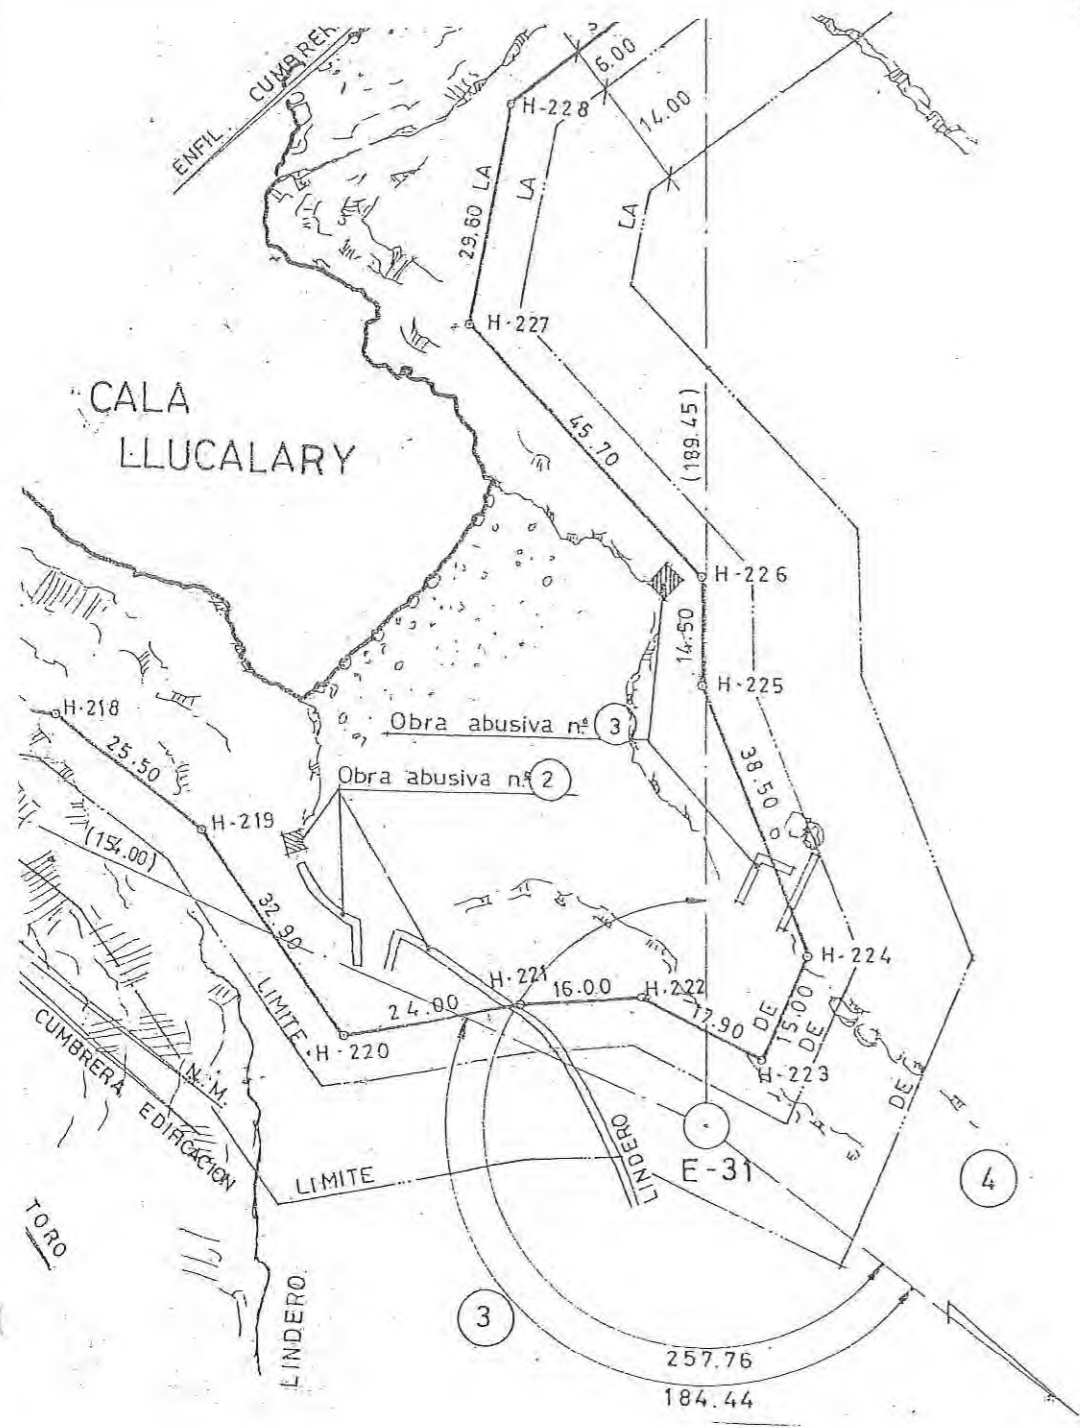 CUMBRER
ENFIL.
6.00
14.00
H-228
LA
LA
LA
29.60
H-227
CALA
LLUCALARY
45.70
(189.45)
H-226
14.50
H-225
H-218
25.50
Obra abusiva n.º 3
38.50
Obra abusiva n.º 2
H-219
(154.00)
32.90
H-224
H-221
16.00
H-222
24.00
17.90
DE
15.00
DE
DE
LIMITE
H-220
H-223
CUMBRERA
N.M.
EDIFICACION
LINDERO
E-31
LIMITE
4
TORO
LINDERO
3
257.76
184.44